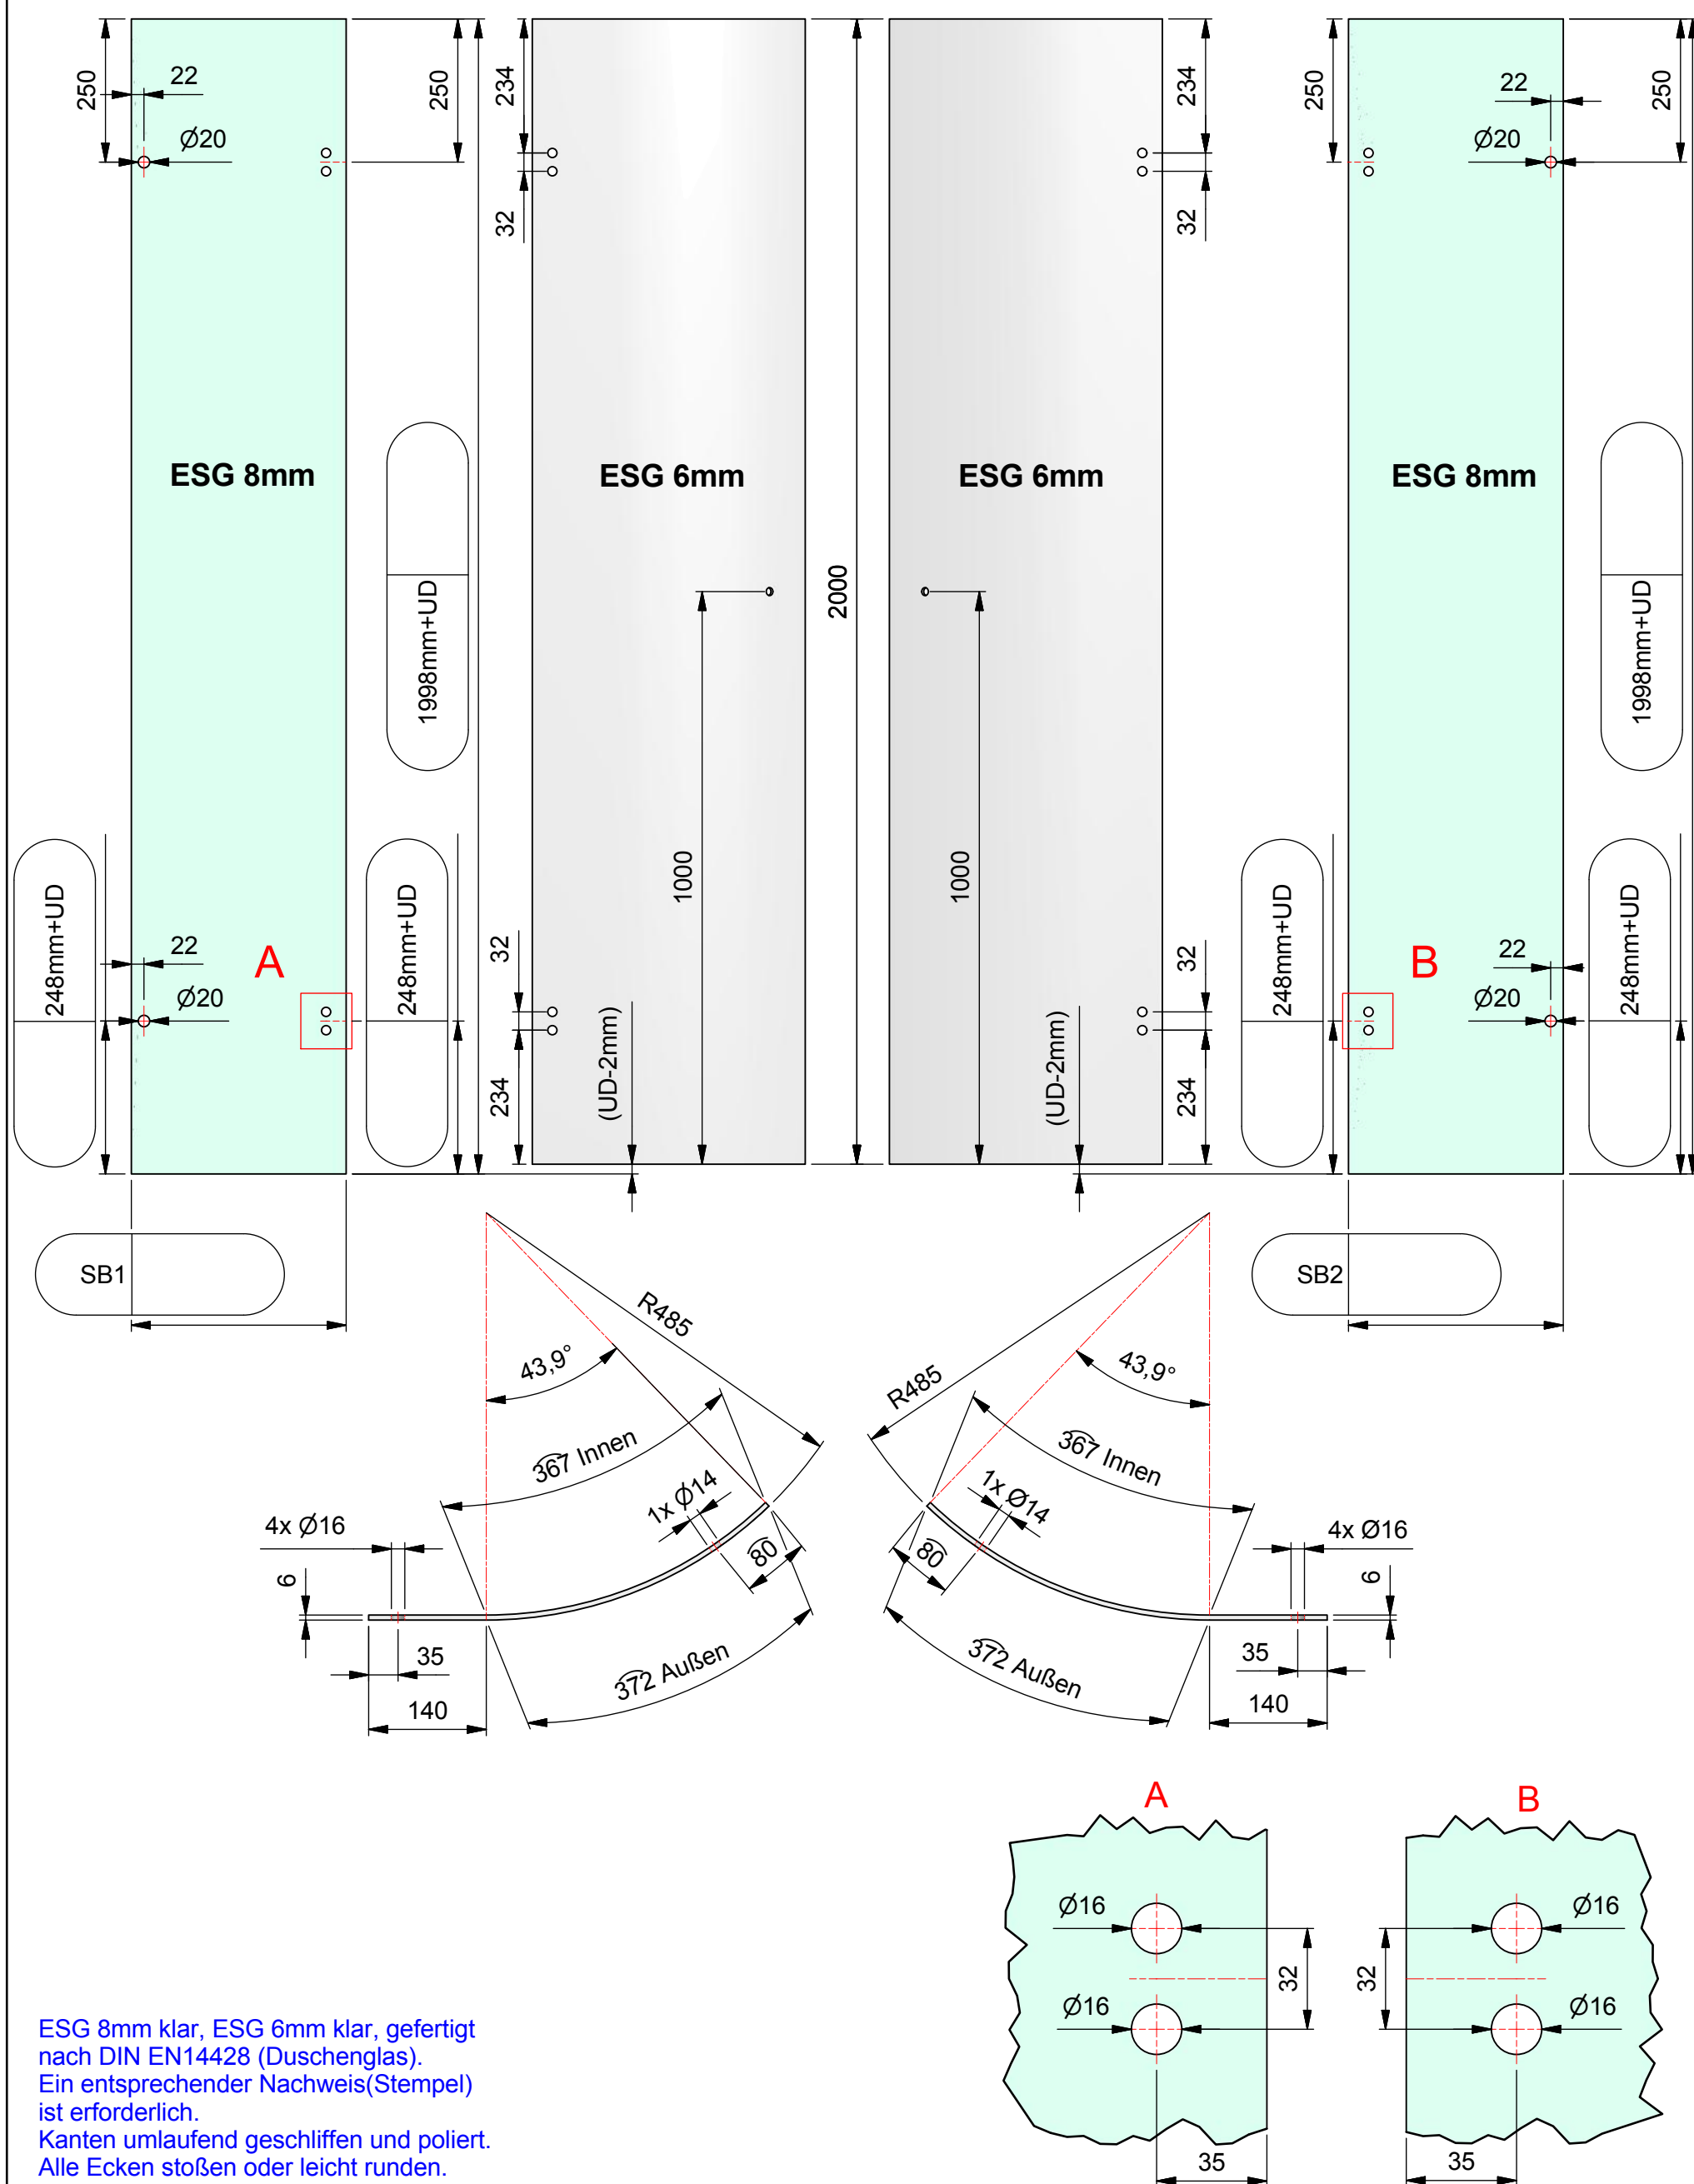 250
22
Ø20
250
234
32
234
32
250
22
Ø20
250
ESG 8mm
ESG 6mm
ESG 6mm
ESG 8mm
1998mm+UD
2000
1998mm+UD
1000
1000
248mm+UD
22
Ø20
A
248mm+UD
32
234
(UD-2mm)
(UD-2mm)
32
234
248mm+UD
B
22
Ø20
248mm+UD
SB1
SB2
R485
43,9°
367 Innen
1x Ø14
80
4x Ø16
6
35
140
372 Außen
R485
43,9°
367 Innen
1x Ø14
80
4x Ø16
6
35
140
372 Außen
A
Ø16
Ø16
32
35
B
Ø16
Ø16
32
35
ESG 8mm klar, ESG 6mm klar, gefertigt
nach DIN EN14428 (Duschenglas).
Ein entsprechender Nachweis(Stempel)
ist erforderlich.
Kanten umlaufend geschliffen und poliert.
Alle Ecken stoßen oder leicht runden.